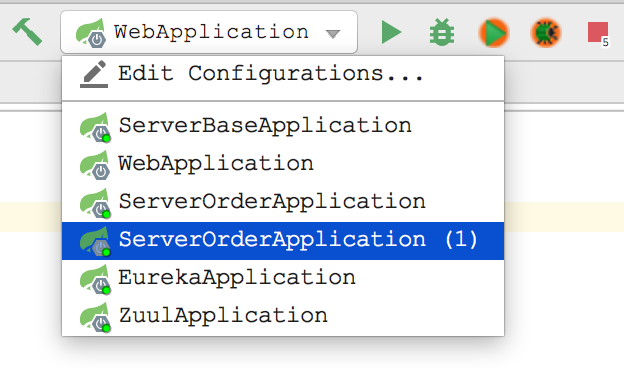 WebApplication
5
Edit Configurations...
ServerBaseApplication
WebApplication
ServerOrderApplication
ServerOrderApplication (1)
EurekaApplication
ZuulApplication